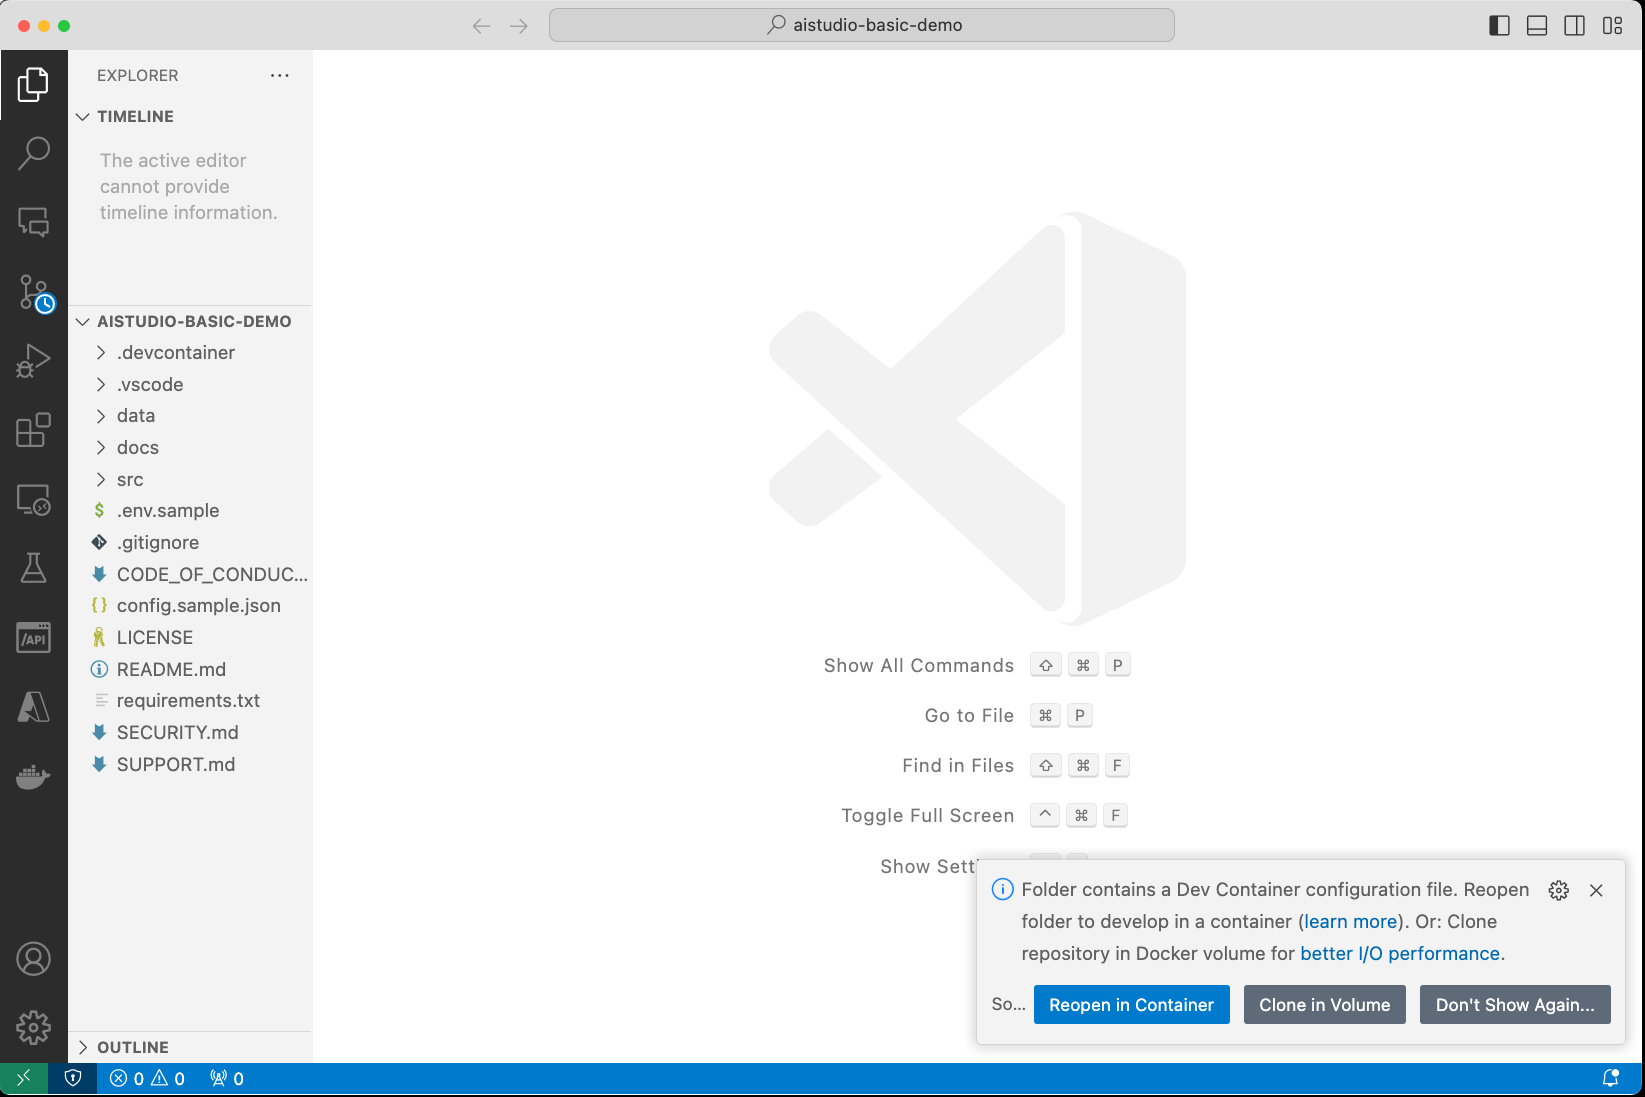 aistudio-basic-demo
EXPLORER
TIMELINE
The active editor
cannot provide
timeline information.
AISTUDIO-BASIC-DEMO
.devcontainer
.vscode
data
docs
src
.env.sample
.gitignore
CODE_OF_CONDUC...
config.sample.json
LICENSE
README.md
requirements.txt
SECURITY.md
SUPPORT.md
OUTLINE
/API
Show All Commands ⇧ ⌘ P
Go to File ⌘ P
Find in Files ⇧ ⌘ F
Toggle Full Screen ^ ⌘ F
Show Sett
Folder contains a Dev Container configuration file. Reopen
folder to develop in a container (learn more). Or: Clone
repository in Docker volume for better I/O performance.
So... Reopen in Container Clone in Volume Don't Show Again...
0 0 0